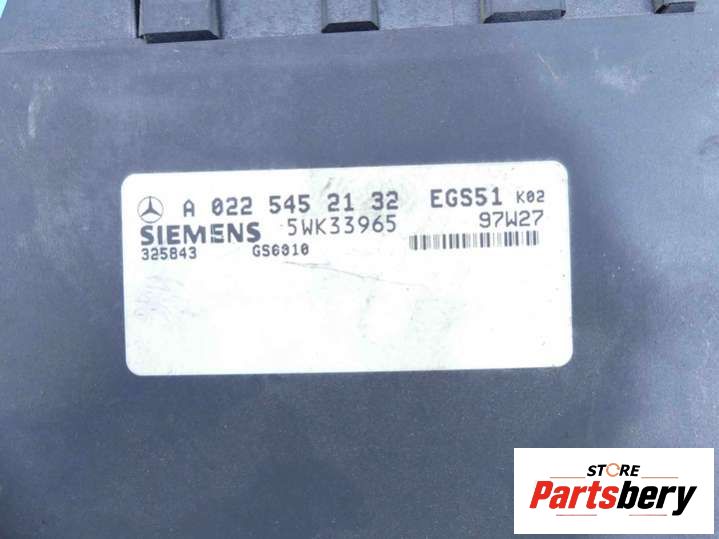 A 022 545 21 32 EGS51 K02
SIEMENS 5WK33965 97W27
325843 GS6010
STORE
Partsbery